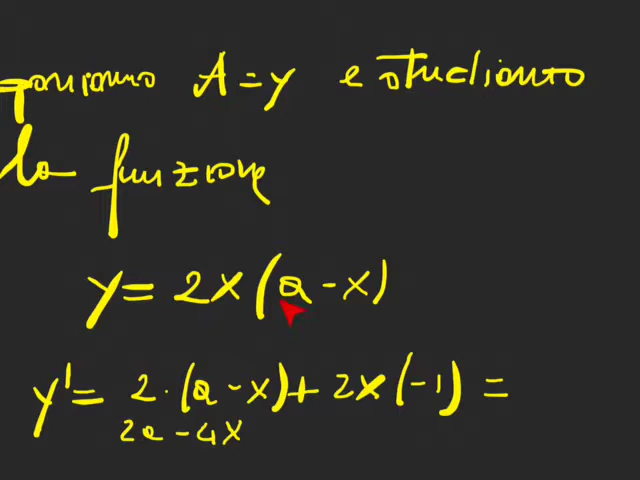 poniamo A = y e studiamo
la funzione
y = 2x (a - x)
y' = 2 · (a - x) + 2x (-1) =
2a - 4x